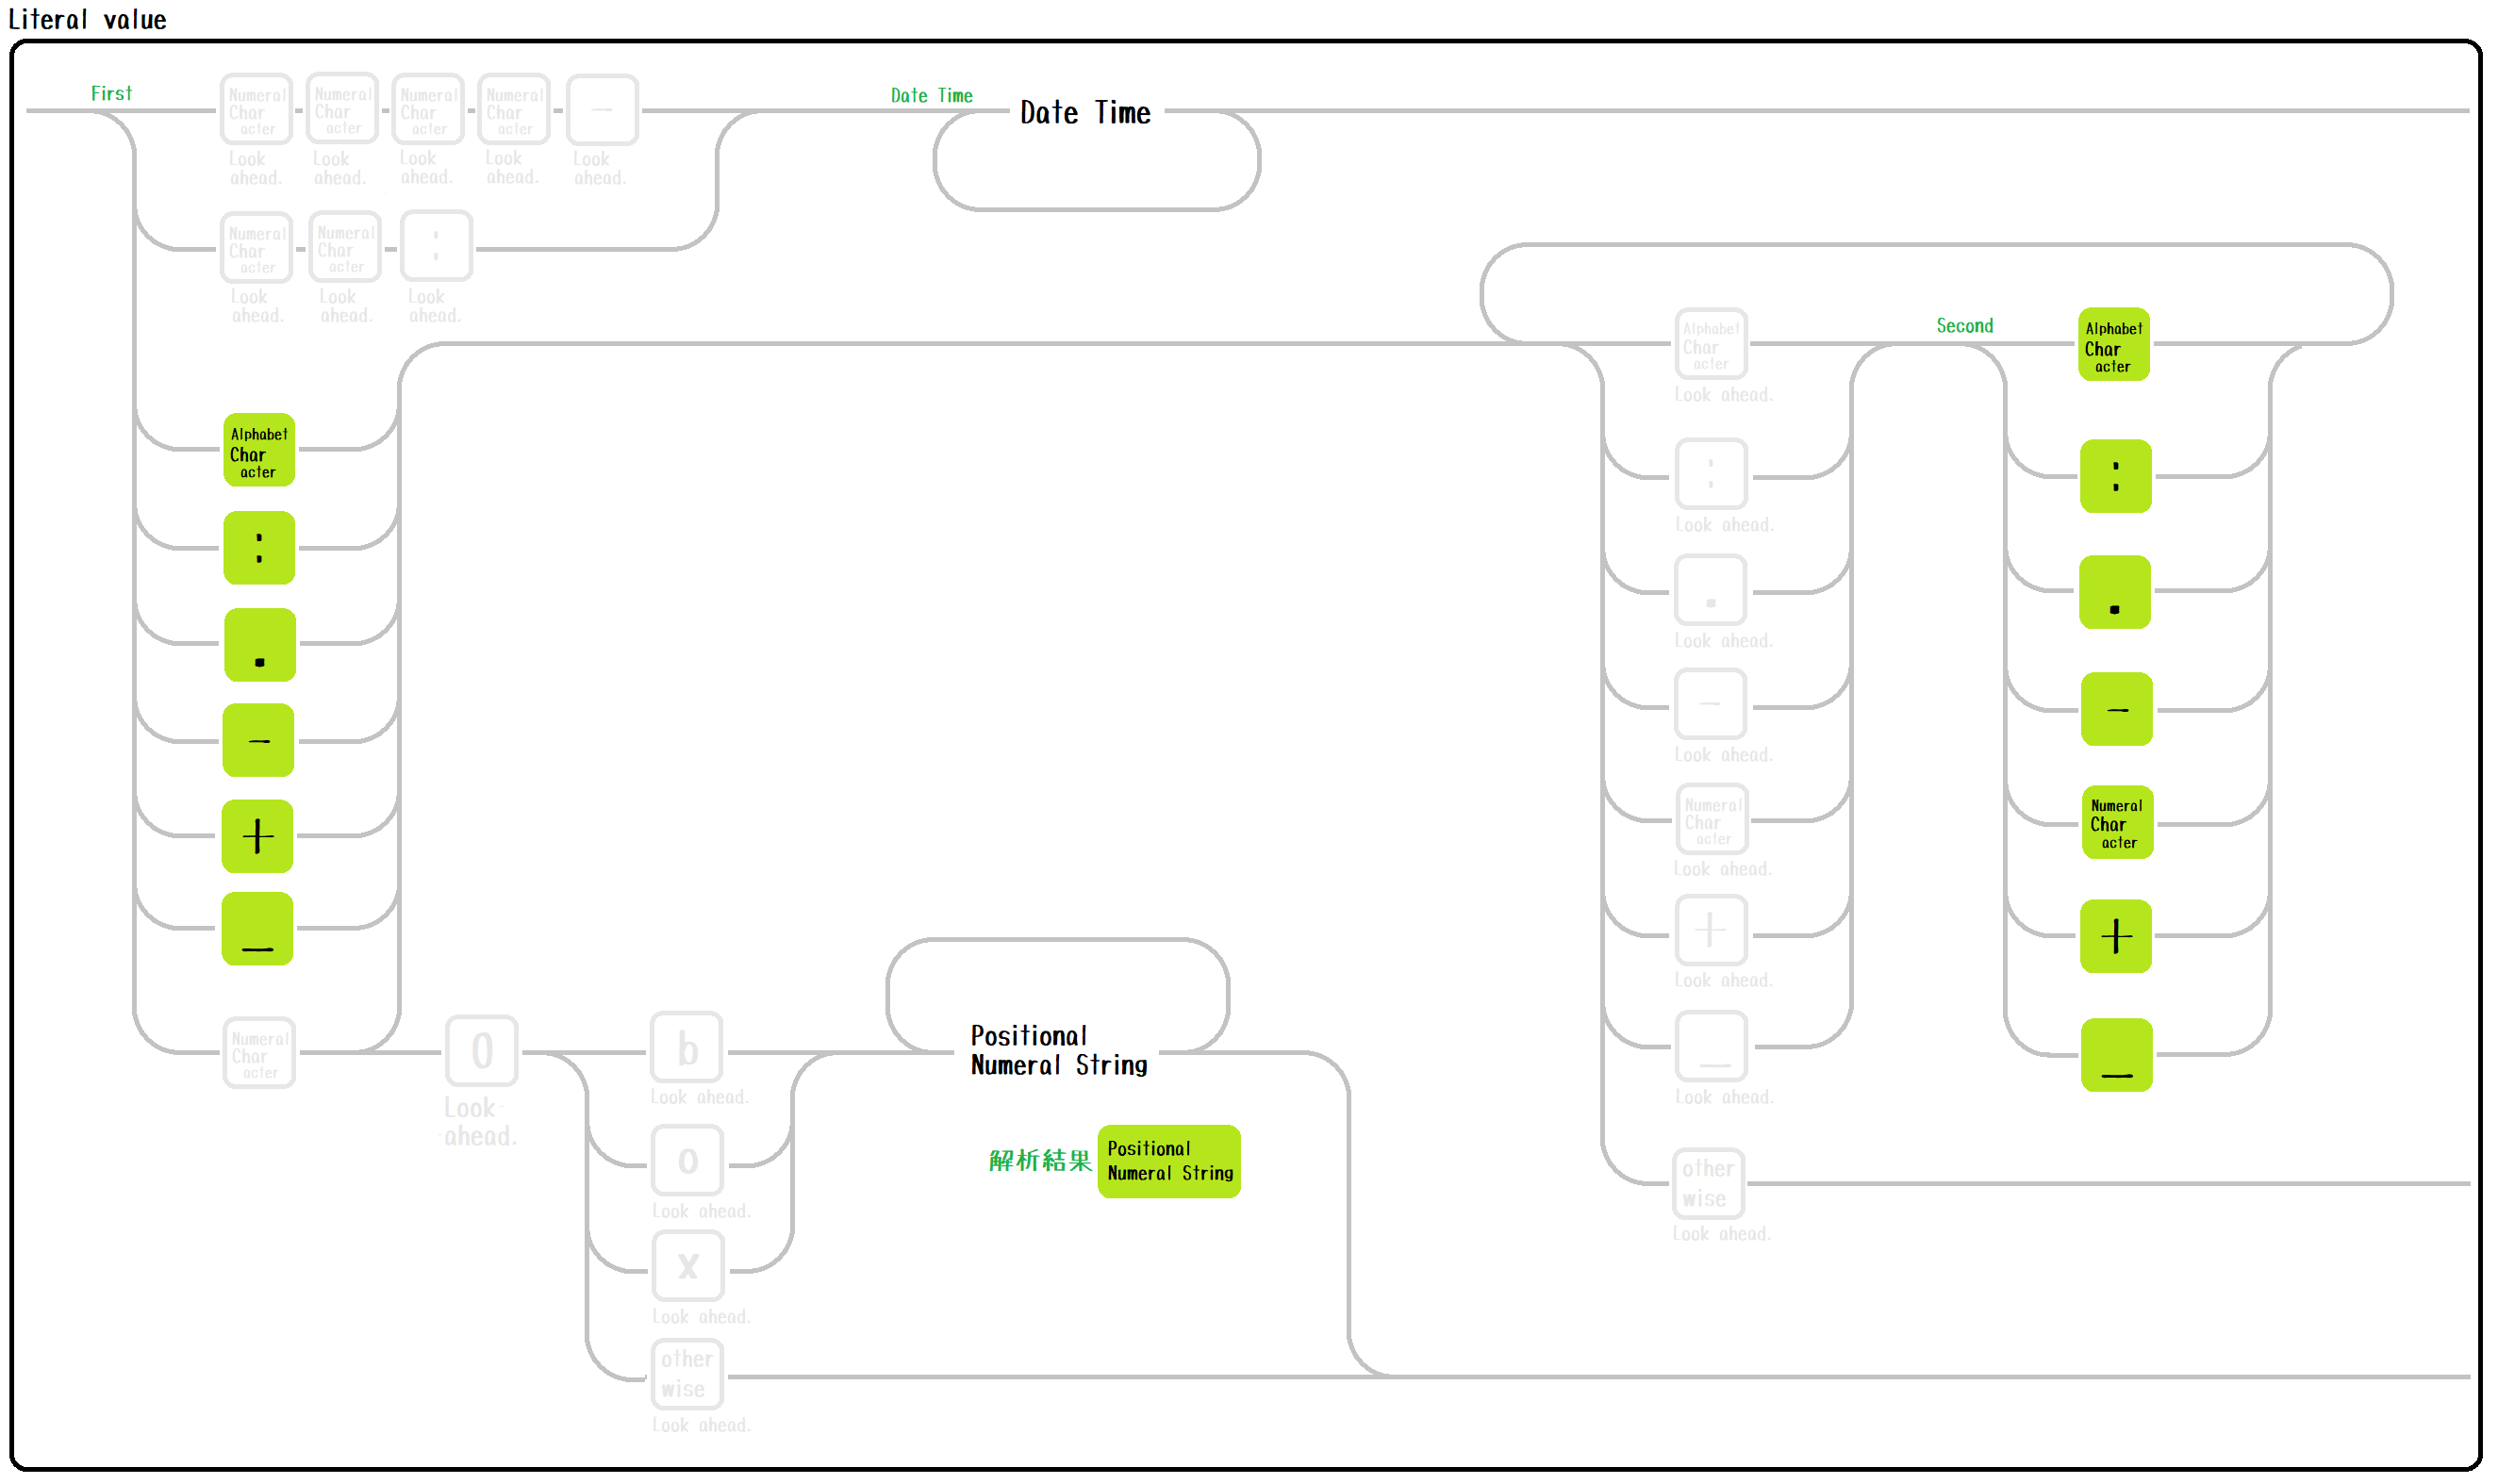 Literal value
First
Numeral
Char
acter
Look
ahead.
Numeral
Char
acter
Look
ahead.
Numeral
Char
acter
Look
ahead.
Numeral
Char
acter
Look
ahead.
-
Look
ahead.
Date Time
Date Time
Numeral
Char
acter
Look
ahead.
Numeral
Char
acter
Look
ahead.
:
Look
ahead.
Alphabet
Char
acter
:
.
-
+
_
Numeral
Char
acter
0
Look
ahead.
b
Look ahead.
o
Look ahead.
x
Look ahead.
other
wise
Look ahead.
Positional
Numeral String
解析結果
Positional
Numeral String
Alphabet
Char
acter
Look ahead.
:
Look ahead.
.
Look ahead.
-
Look ahead.
Numeral
Char
acter
Look ahead.
+
Look ahead.
_
Look ahead.
other
wise
Look ahead.
Second
Alphabet
Char
acter
:
.
-
Numeral
Char
acter
+
_